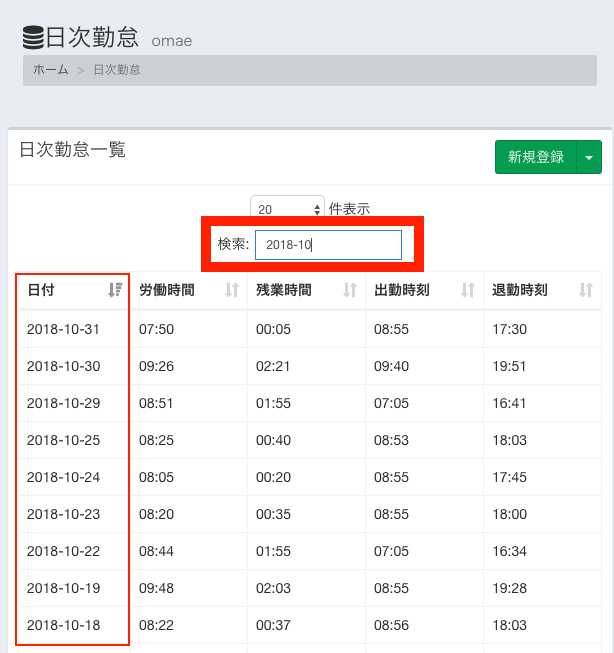 日次勤怠 omae
ホーム > 日次勤怠
日次勤怠一覧
新規登録
20 件表示
検索: 2018-10
日付 労働時間 残業時間 出勤時刻 退勤時刻
2018-10-31 07:50 00:05 08:55 17:30
2018-10-30 09:26 02:21 09:40 19:51
2018-10-29 08:51 01:55 07:05 16:41
2018-10-25 08:25 00:40 08:53 18:03
2018-10-24 08:05 00:20 08:55 17:45
2018-10-23 08:20 00:35 08:55 18:00
2018-10-22 08:44 01:55 07:05 16:34
2018-10-19 09:48 02:03 08:55 19:28
2018-10-18 08:22 00:37 08:56 18:03